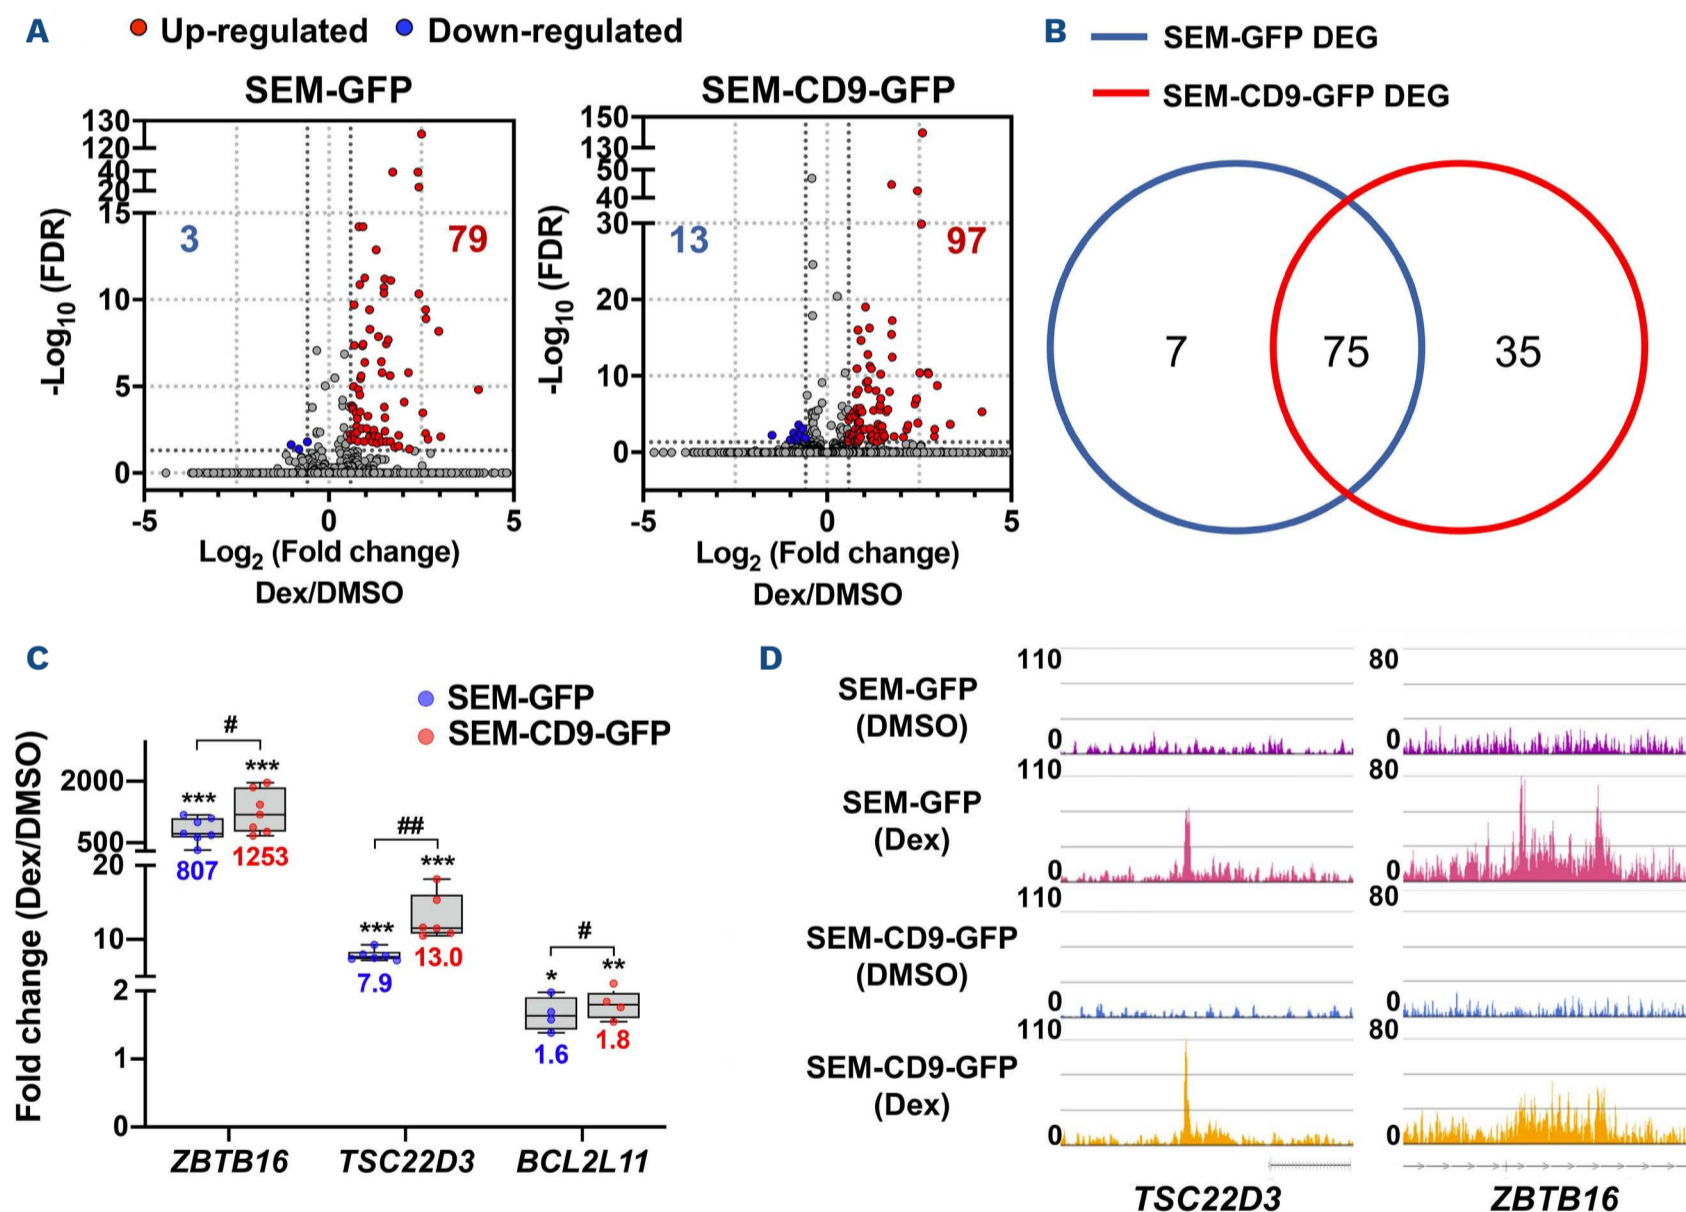 A
Up-regulated
Down-regulated
SEM-GFP
130
120
40
20
15
10
5
0
3
79
-Log10 (FDR)
-5
0
5
Log2 (Fold change)
Dex/DMSO
SEM-CD9-GFP
150
130
50
40
30
20
10
0
13
97
-Log10 (FDR)
-5
0
5
Log2 (Fold change)
Dex/DMSO
B
SEM-GFP DEG
SEM-CD9-GFP DEG
7
75
35
C
SEM-GFP
SEM-CD9-GFP
Fold change (Dex/DMSO)
2000
500
20
10
2
1
0
#
***
***
807
1253
##
***
***
7.9
13.0
#
*
**
1.6
1.8
ZBTB16
TSC22D3
BCL2L11
D
SEM-GFP
(DMSO)
110
0
80
0
SEM-GFP
(Dex)
110
0
80
0
SEM-CD9-GFP
(DMSO)
110
0
80
0
SEM-CD9-GFP
(Dex)
110
0
80
0
TSC22D3
ZBTB16